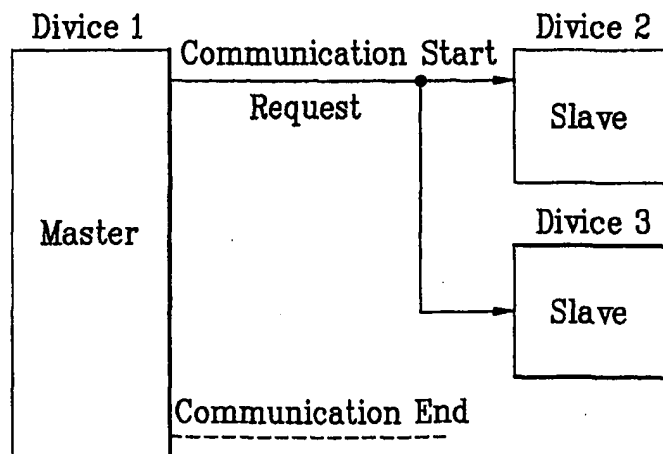 Divice 1
Communication Start
Request
Master
Communication End
Divice 2
Slave
Divice 3
Slave